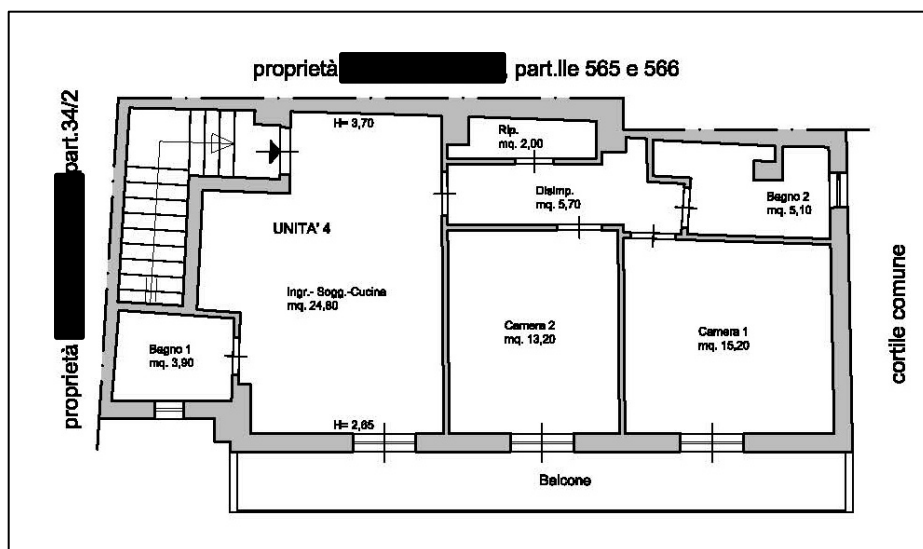 proprietà , part.lle 565 e 566
proprietà part.34/2
H= 3,70
Rip.
mq. 2,00
Disimp.
mq. 5,70
Bagno 2
mq. 5,10
UNITA' 4
Ingr.- Sogg.-Cucina
mq. 24,80
Camera 2
mq. 13,20
Camera 1
mq. 15,20
Bagno 1
mq. 3,90
cortile comune
H= 2,65
Balcone